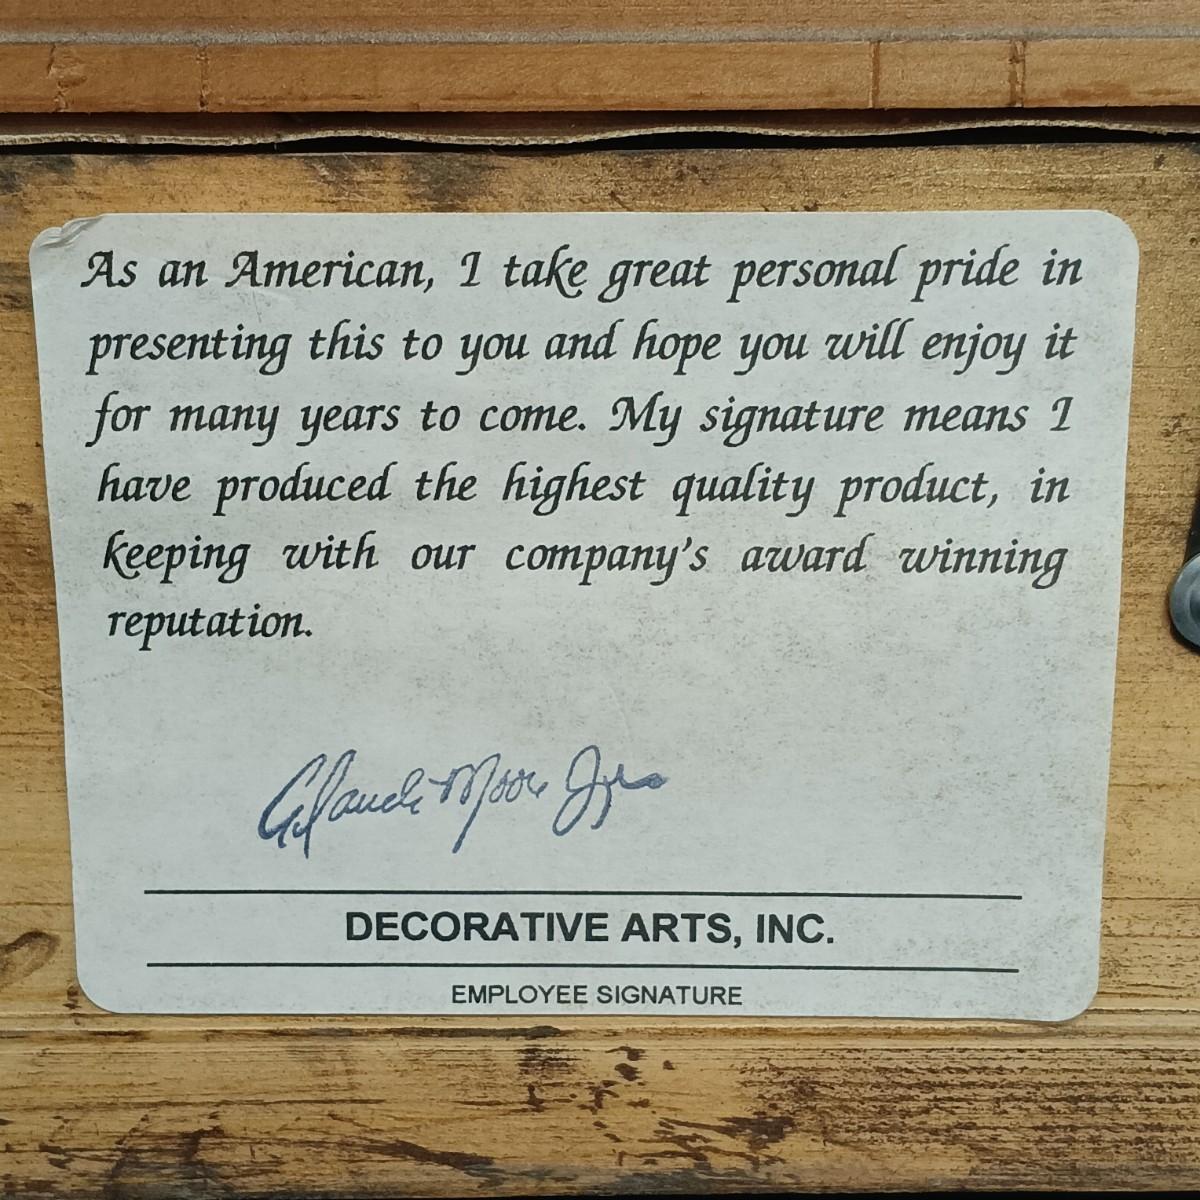 As an American, I take great personal pride in
presenting this to you and hope you will enjoy it
for many years to come. My signature means I
have produced the highest quality product, in
keeping with our company's award winning
reputation.
Claude Moore
DECORATIVE ARTS, INC.
EMPLOYEE SIGNATURE